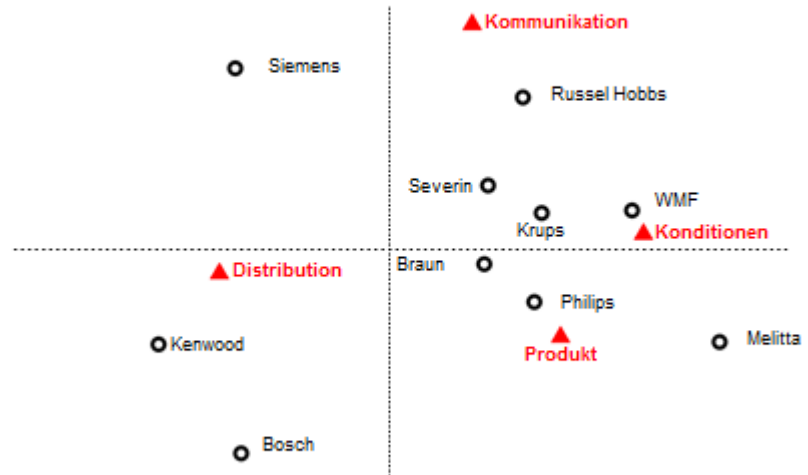 Kommunikation
Siemens
Russel Hobbs
Severin
WMF
Krups
Konditionen
Braun
Distribution
Philips
Kenwood
Melitta
Produkt
Bosch